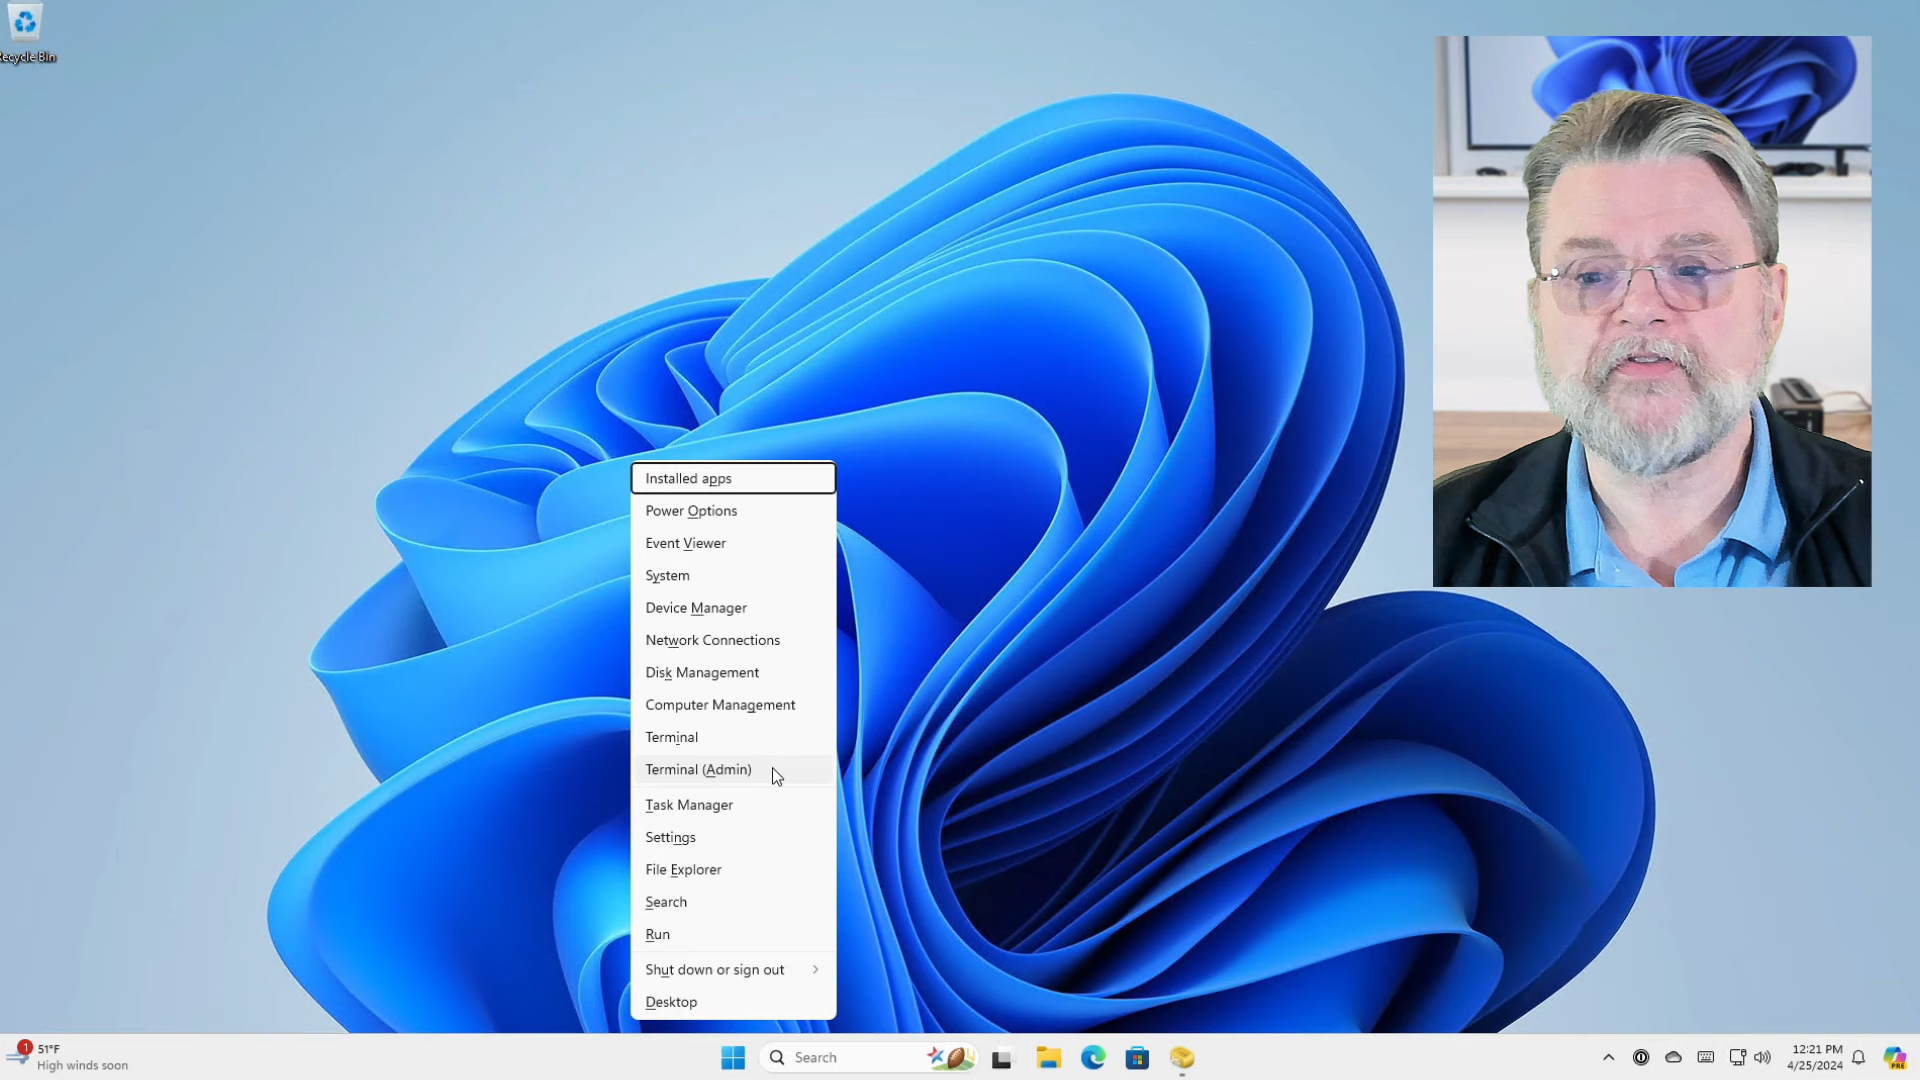 Recycle Bin
Installed apps
Power Options
Event Viewer
System
Device Manager
Network Connections
Disk Management
Computer Management
Terminal
Terminal (Admin)
Task Manager
Settings
File Explorer
Search
Run
Shut down or sign out
Desktop
1
51°F
High winds soon
Search
12:21 PM
4/25/2024
PRE